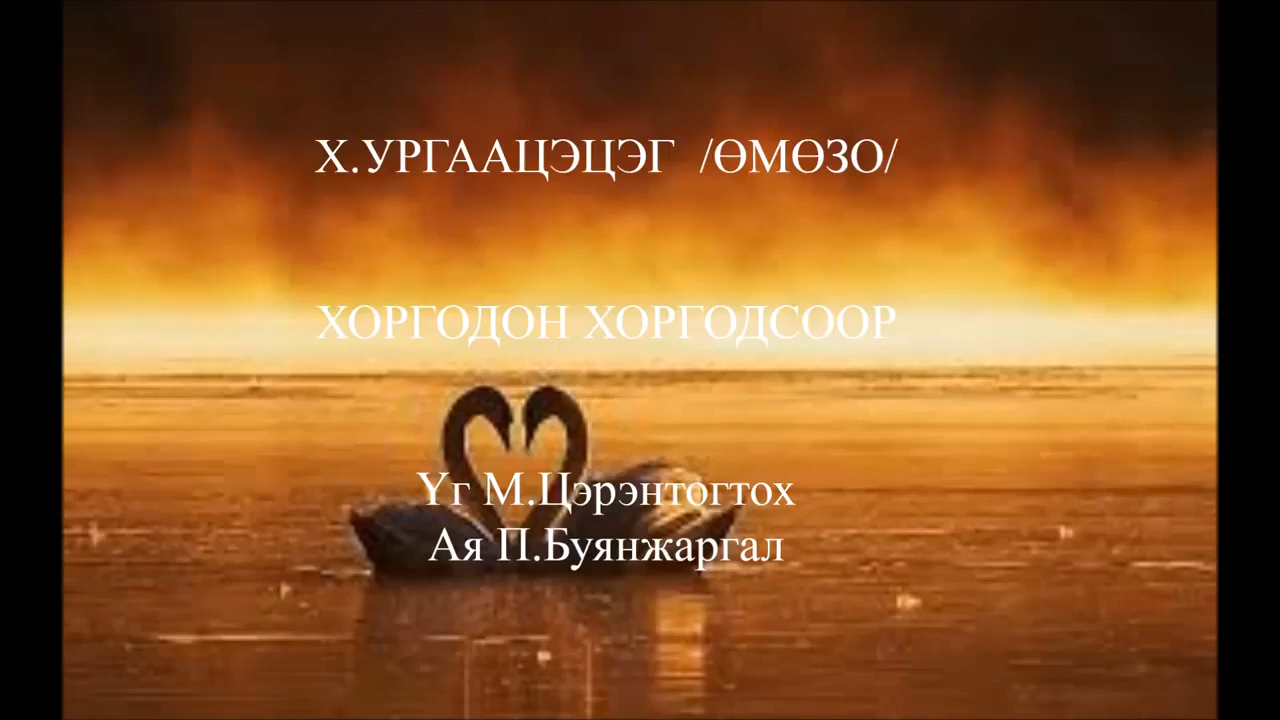 Х.УРГААЦЭЦЭГ /ӨМӨЗО/
ХОРГОДОН ХОРГОДСООР
Үг М.Цэрэнтогтох
Ая П.Буянжаргал